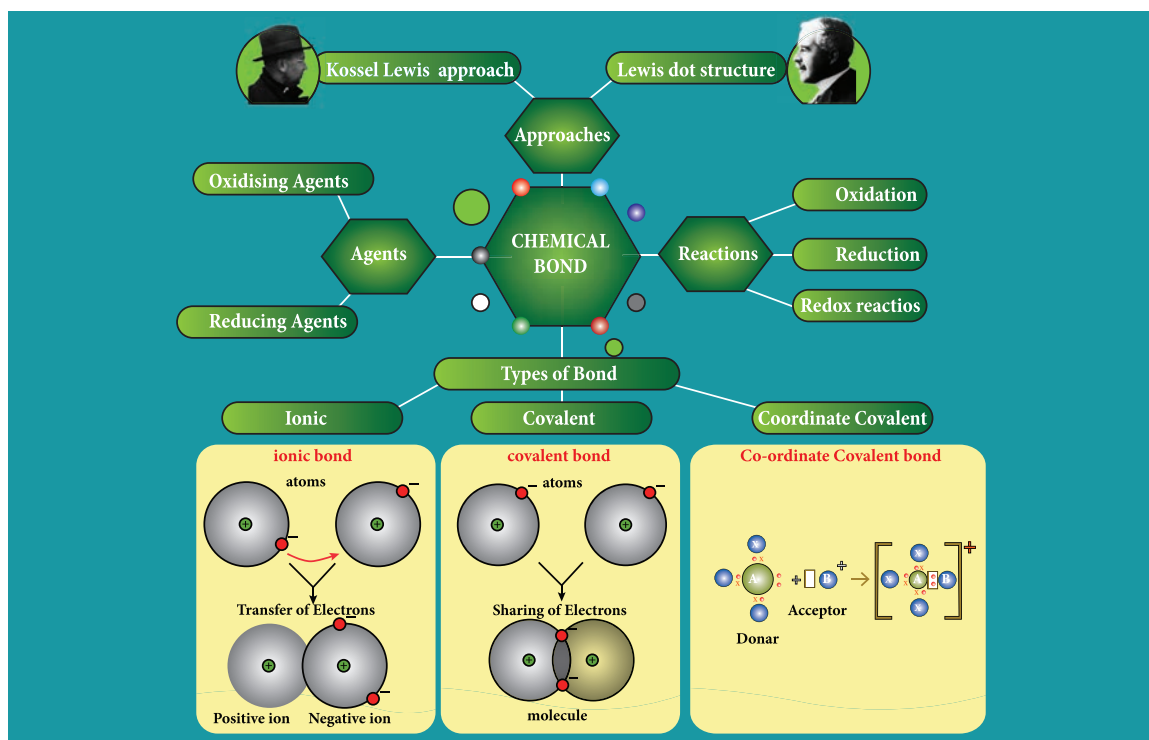 Kossel Lewis approach
Lewis dot structure
Approaches
Oxidising Agents
Oxidation
CHEMICAL
BOND
Agents
Reactions
Reduction
Reducing Agents
Redox reactios
Types of Bond
Ionic
Covalent
Coordinate Covalent
ionic bond
atoms
+
+
Transfer of Electrons
+
+
Positive ion
Negative ion
covalent bond
atoms
+
+
Sharing of Electrons
+
+
molecule
Co-ordinate Covalent bond
X
A
+
B
+
X
X
A
B
X
+
Acceptor
Donar